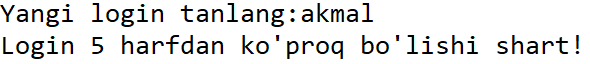 Yangi login tanlang:akmal
Login 5 harfdan ko'proq bo'lishi shart!